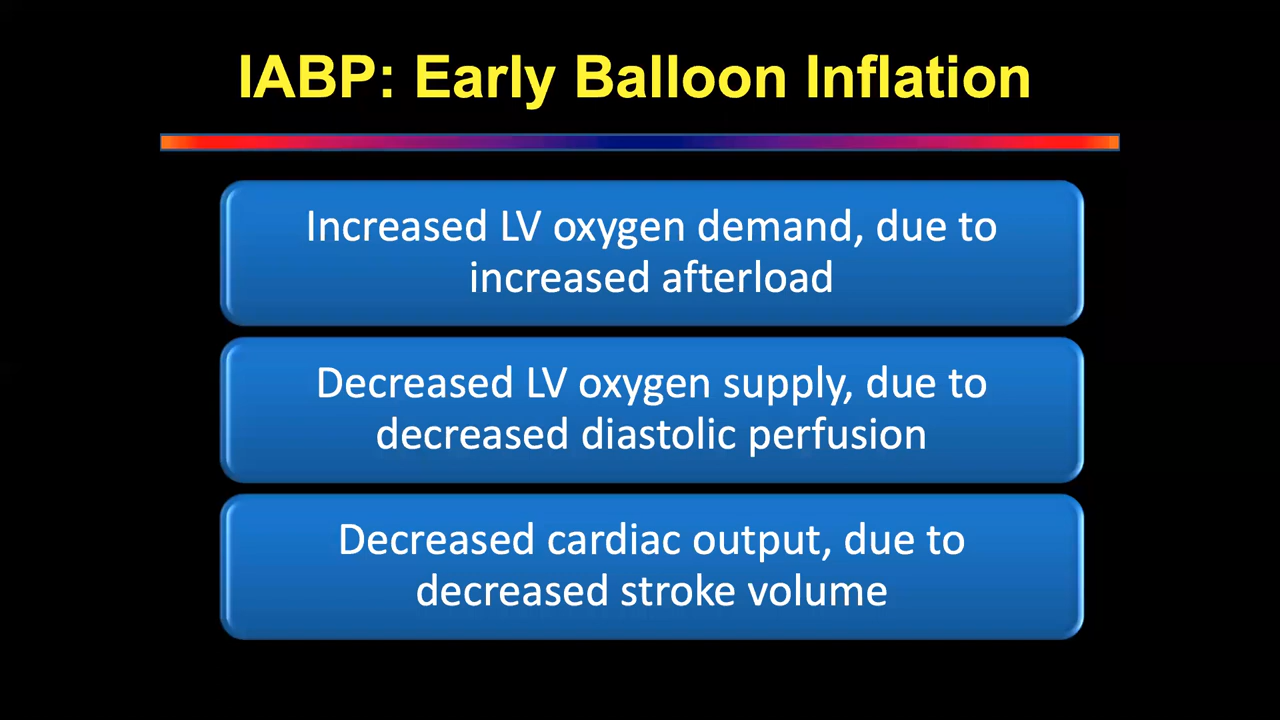 IABP: Early Balloon Inflation
Increased LV oxygen demand, due to
increased afterload
Decreased LV oxygen supply, due to
decreased diastolic perfusion
Decreased cardiac output, due to
decreased stroke volume